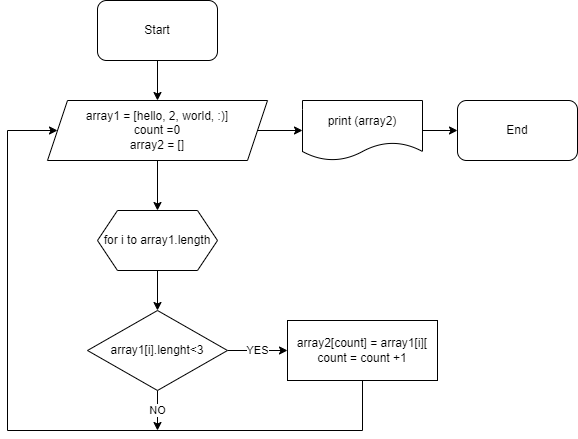 Start
array1 = [hello, 2, world, :)]
count =0
array2 = []
print (array2)
End
for i to array1.length
array1[i].lenght<3
YES
array2[count] = array1[i][
count = count +1
NO